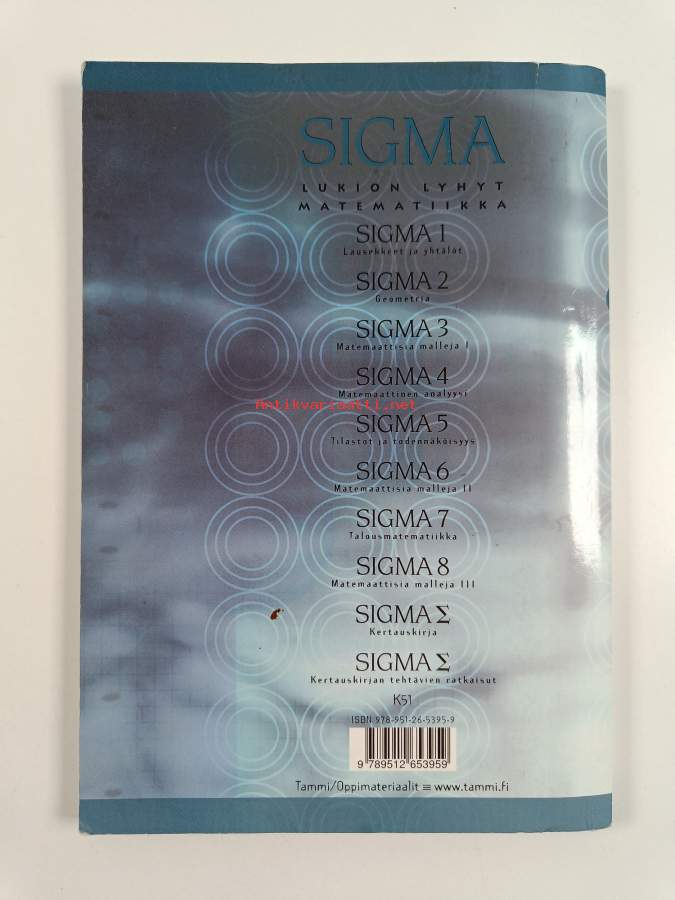 SIGMA
LUKION LYHYT
MATEMATIIKKA
SIGMA 1
Lausekkeet ja yhtälöt
SIGMA 2
Geometria
SIGMA 3
Matemaattisia malleja I
SIGMA 4
Matemaattinen analyysi
Antikvariaatti.net
SIGMA 5
Tilastot ja todennäköisyys
SIGMA 6
Matemaattisia malleja II
SIGMA 7
Talousmatematiikka
SIGMA 8
Matemaattisia malleja III
SIGMA Σ
Kertauskirja
SIGMA Σ
Kertauskirjan tehtävien ratkaisut
K51
ISBN 978-951-26-5395-9
9 789512 653959
Tammi/Oppimateriaalit ≡ www.tammi.fi